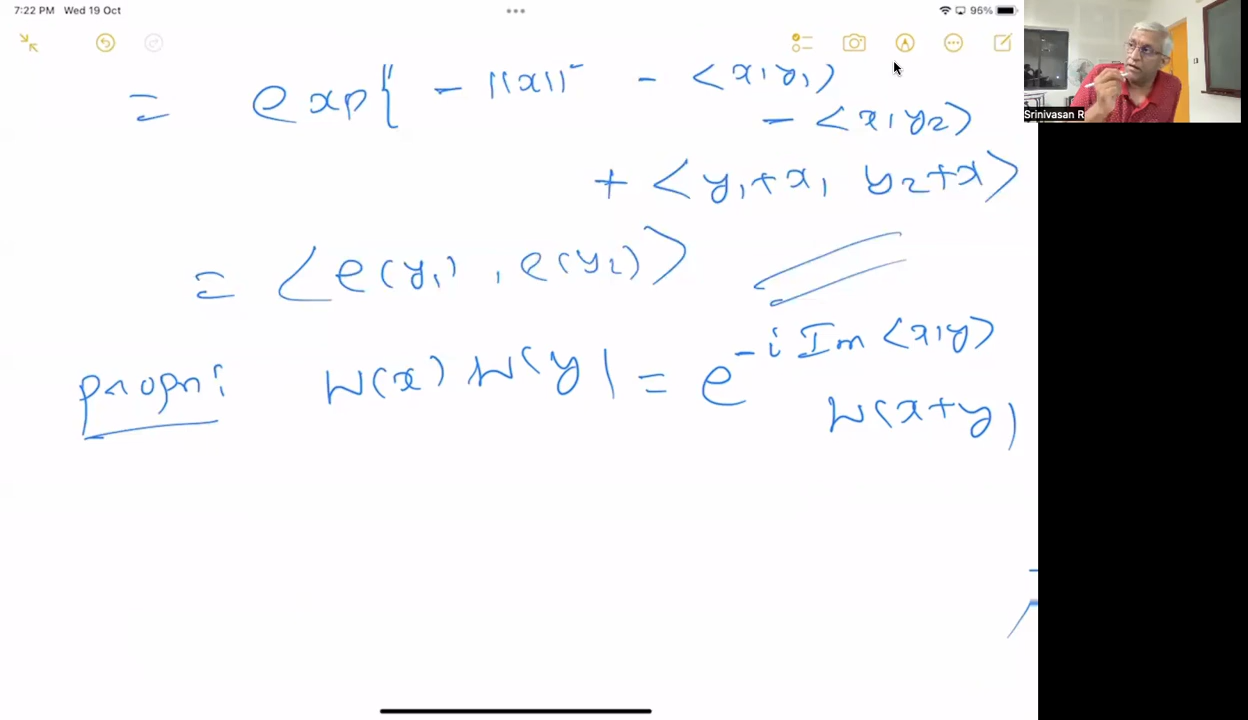 7:22 PM Wed 19 Oct
96%
= exp{ - ||x||² - <x, y₁>
- <x, y₂>
+ <y₁+x, y₂+x>
= <e(y₁), e(y₂)>
Propn: W(x) W(y) = e^{-i Im <x, y>}
W(x+y)
Srinivasan R